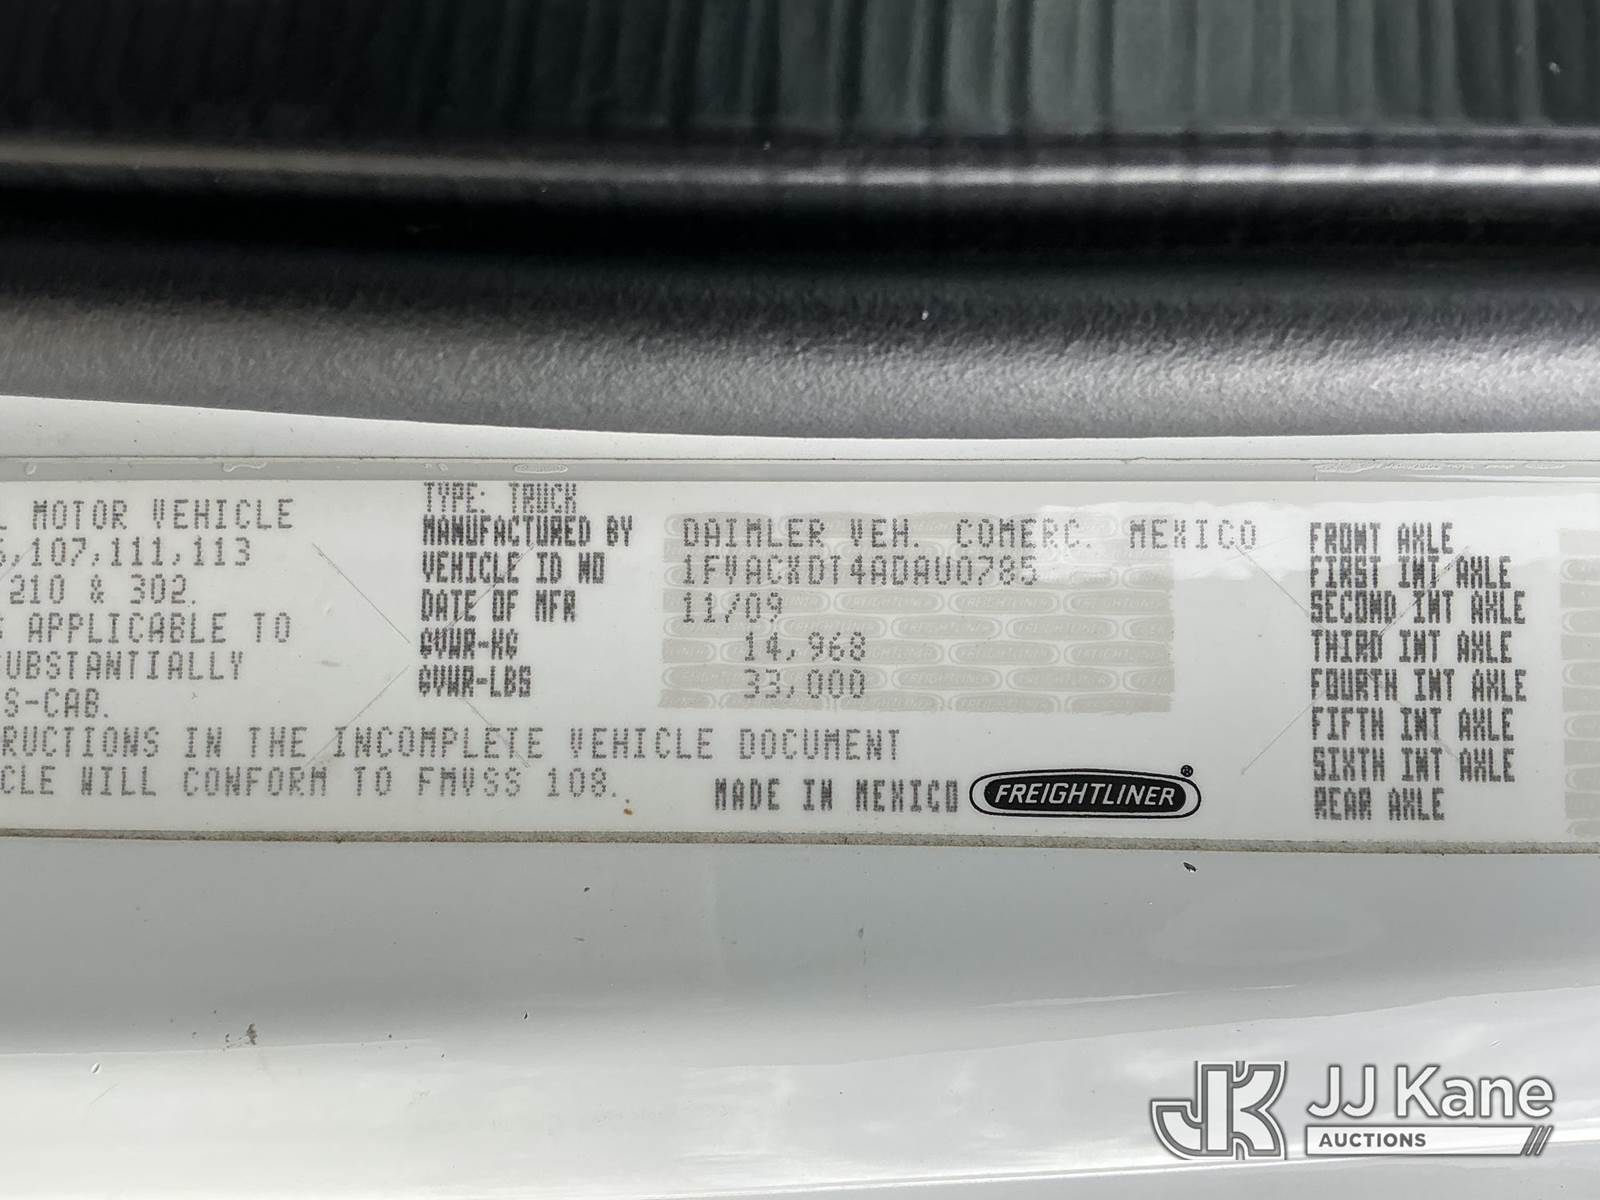 L MOTOR VEHICLE
,107,111,113
210 & 302.
APPLICABLE TO
UBSTANTIALLY
S-CAB.
RUCTIONS IN THE INCOMPLETE VEHICLE DOCUMENT
CLE WILL CONFORM TO FMVSS 108.
TYPE: TRUCK
MANUFACTURED BY DAIMLER VEH. COMERC. MEXICO
VEHICLE ID NO 1FVACXDT4ADAU0785
DATE OF MFR 11/09
GVWR-KG 14,968
GVWR-LBS 33,000
MADE IN MEXICO FREIGHTLINER®
FRONT AXLE
FIRST INT AXLE
SECOND INT AXLE
THIRD INT AXLE
FOURTH INT AXLE
FIFTH INT AXLE
SIXTH INT AXLE
REAR AXLE
JK JJ Kane
AUCTIONS